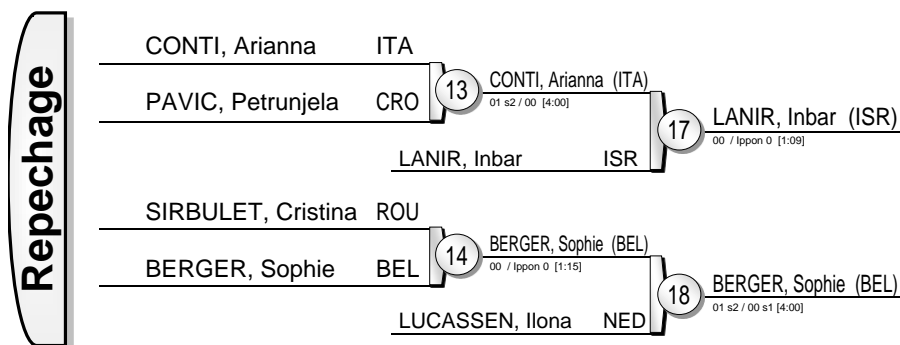 Repechage
CONTI, Arianna ITA
PAVIC, Petrunjela CRO
13
CONTI, Arianna (ITA)
01 s2 / 00 [4:00]
LANIR, Inbar ISR
17
LANIR, Inbar (ISR)
00 / Ippon 0 [1:09]
SIRBULET, Cristina ROU
BERGER, Sophie BEL
14
BERGER, Sophie (BEL)
00 / Ippon 0 [1:15]
LUCASSEN, Ilona NED
18
BERGER, Sophie (BEL)
01 s2 / 00 s1 [4:00]